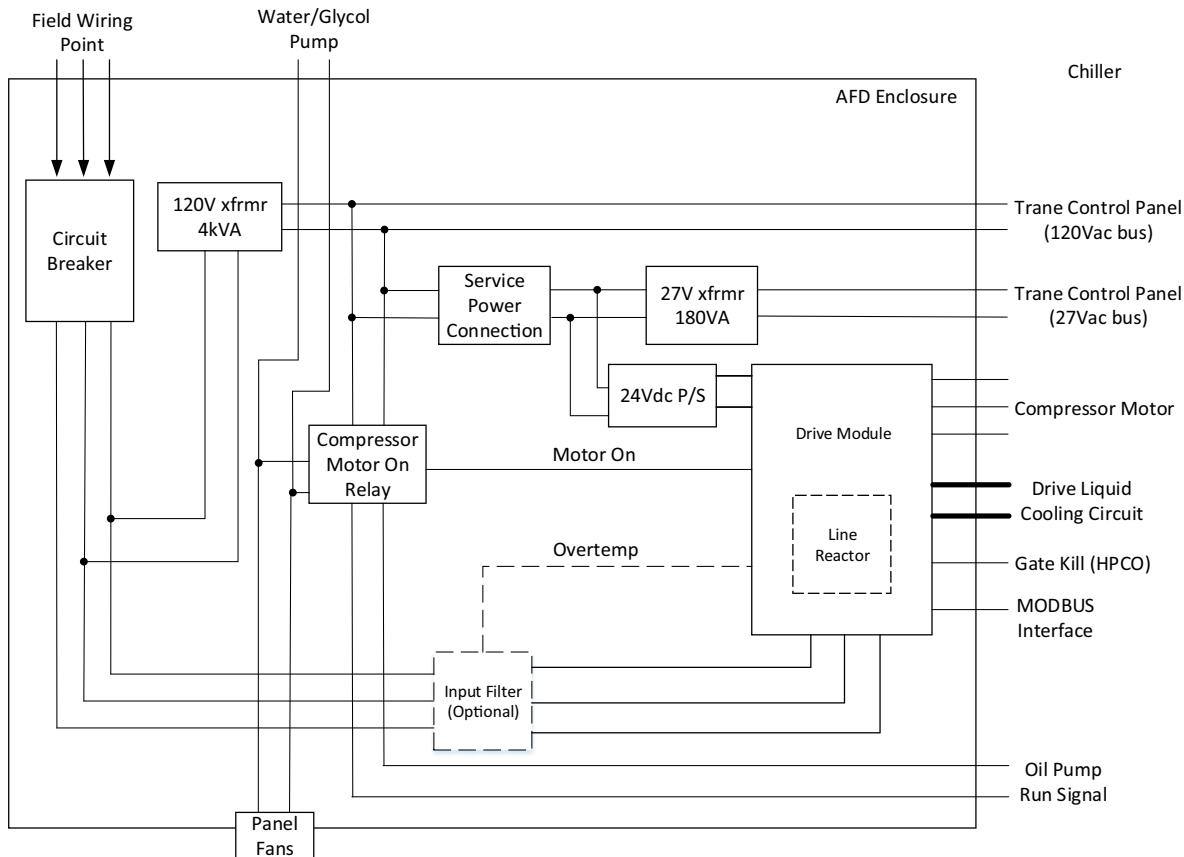 Field Wiring
Point
Water/Glycol
Pump
Chiller
AFD Enclosure
Circuit
Breaker
120V xfrmr
4kVA
Trane Control Panel
(120Vac bus)
Service
Power
Connection
27V xfrmr
180VA
Trane Control Panel
(27Vac bus)
24Vdc P/S
Drive Module
Compressor Motor
Compressor
Motor On
Relay
Motor On
Drive Liquid
Cooling Circuit
Line
Reactor
Overtemp
Gate Kill (HPCO)
MODBUS
Interface
Input Filter
(Optional)
Oil Pump
Run Signal
Panel
Fans